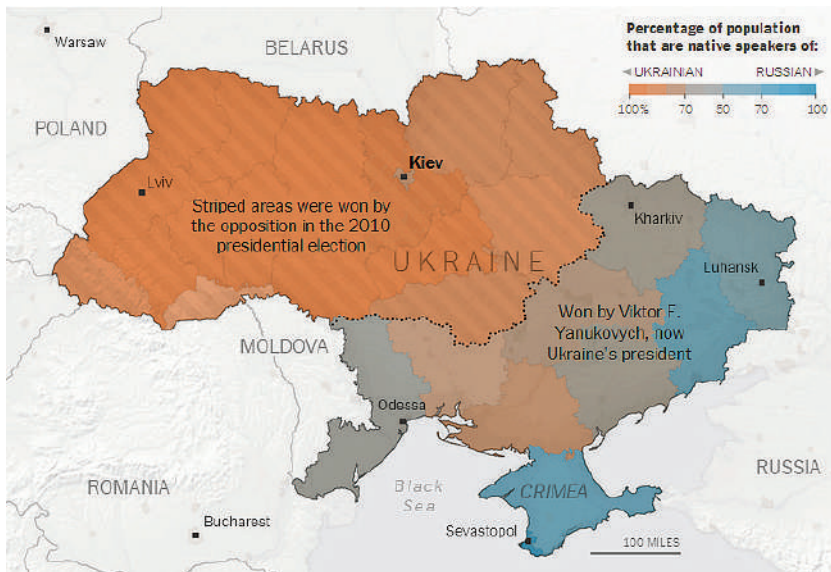 Percentage of population
that are native speakers of:
◄UKRAINIAN RUSSIAN►
100% 70 50 70 100
Warsaw
BELARUS
POLAND
Kiev
Lviv
Striped areas were won by
the opposition in the 2010
presidential election
UKRAINE
Kharkiv
Luhansk
Won by Viktor F.
Yanukovych, now
Ukraine's president
MOLDOVA
Odessa
RUSSIA
ROMANIA
Black
Sea
CRIMEA
Bucharest
Sevastopol
100 MILES